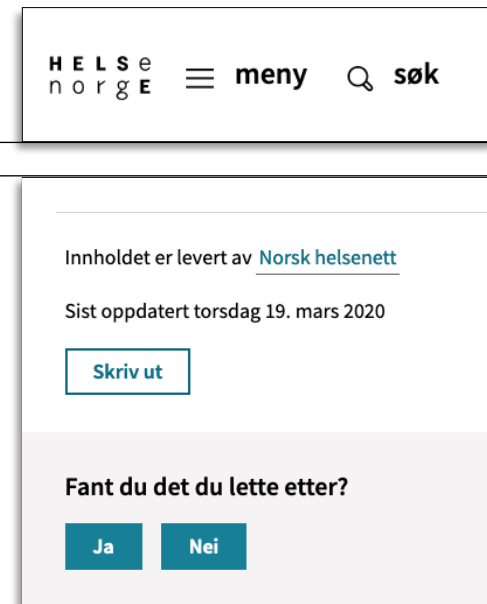 HELSe
norgE
meny
søk
Innholdet er levert av Norsk helsenett
Sist oppdatert torsdag 19. mars 2020
Skriv ut
Fant du det du lette etter?
Ja
Nei